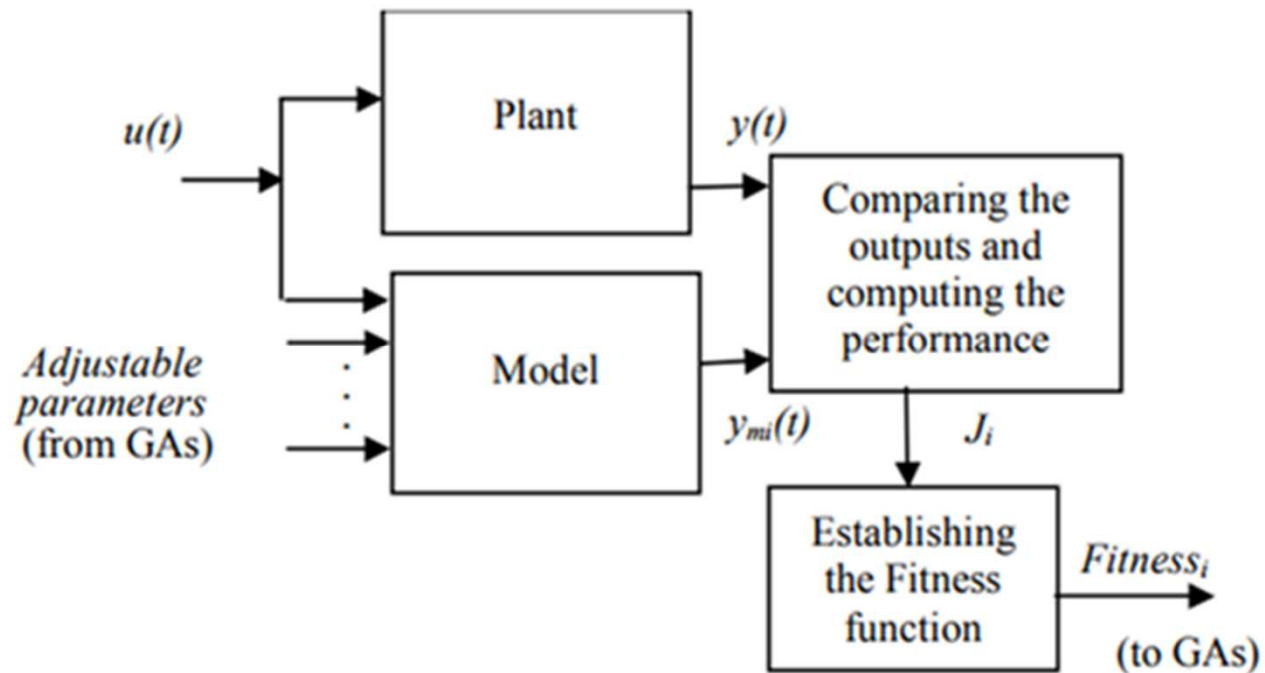 Plant
u(t)
y(t)
Comparing the
outputs and
computing the
performance
Model
Adjustable
parameters
(from GAs)
.
.
.
yₘᵢ(t)
Jᵢ
Establishing
the Fitness
function
Fitnessᵢ
(to GAs)